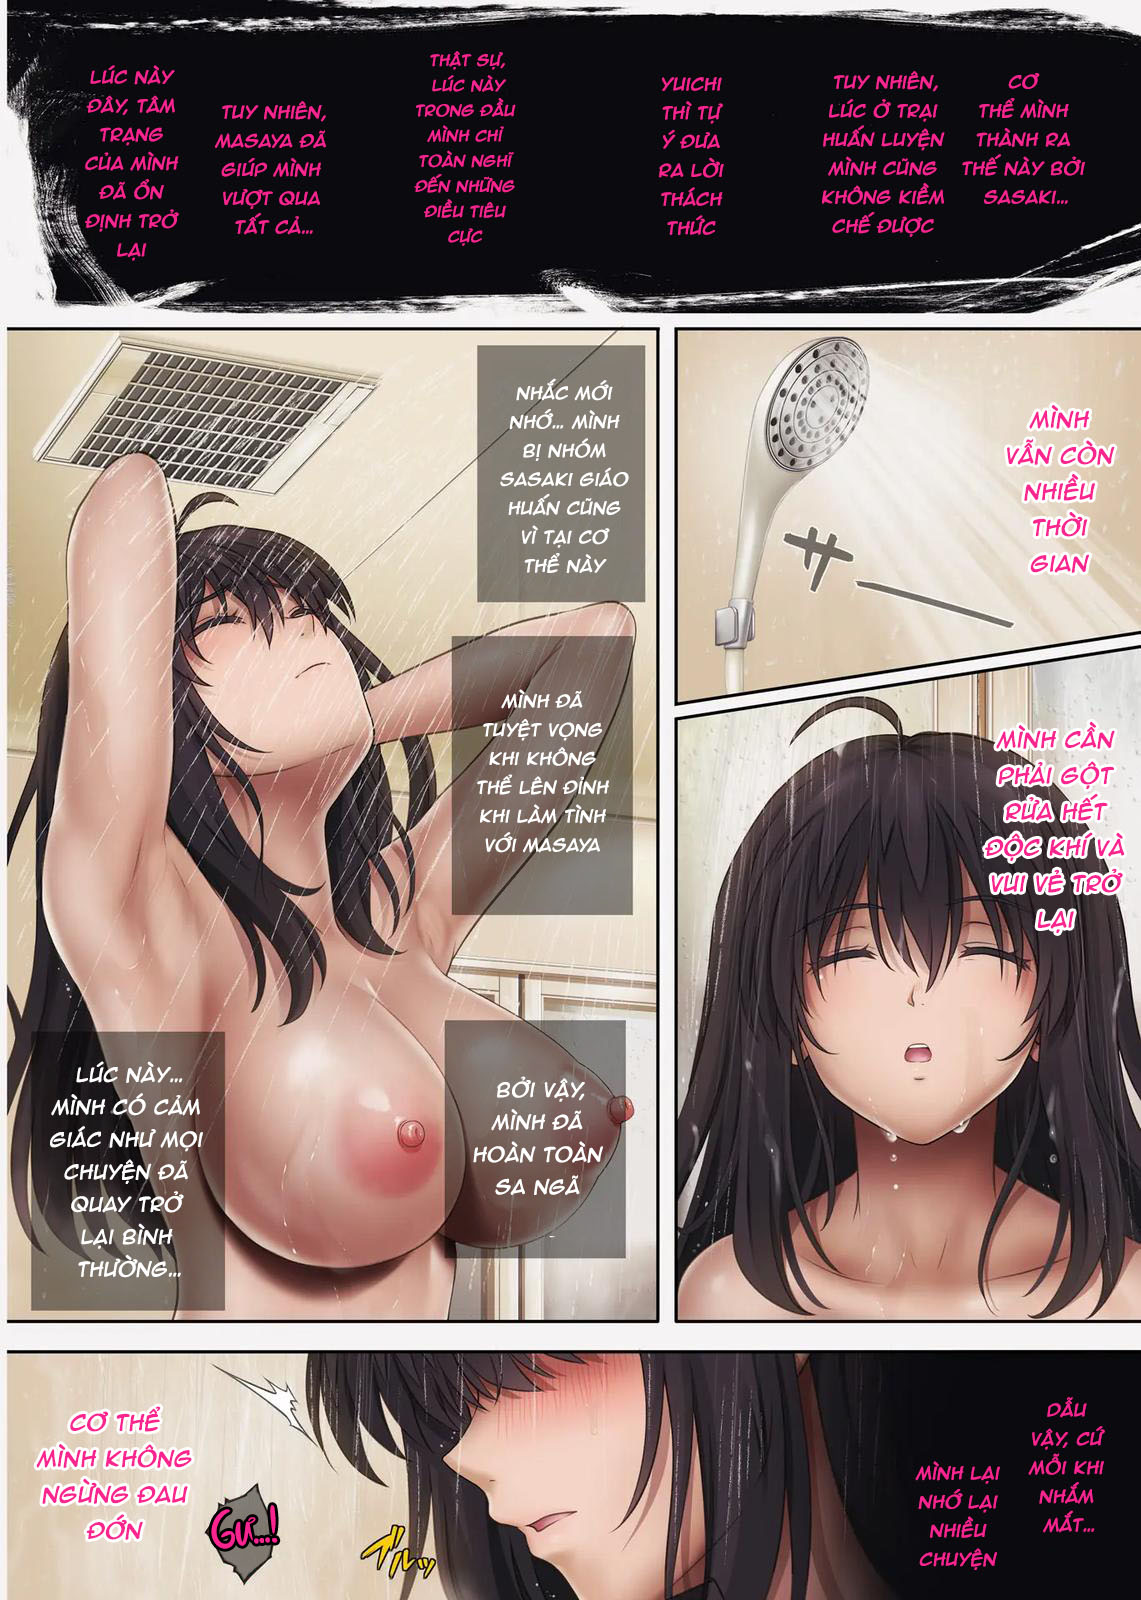 CƠ
THỂ MÌNH
THÀNH RA
THẾ NÀY BỞI
SASAKI...
TUY NHIÊN,
LÚC Ở TRẠI
HUẤN LUYỆN
MÌNH CŨNG
KHÔNG KIỀM
CHẾ ĐƯỢC
YUICHI
THÌ TỰ
Ý ĐƯA
RA LỜI
THÁCH
THỨC
THẬT SỰ,
LÚC NÀY
TRONG ĐẦU
MÌNH CHỈ
TOÀN NGHĨ
ĐẾN NHỮNG
ĐIỀU TIÊU
CỰC
TUY NHIÊN,
MASAYA ĐÃ
GIÚP MÌNH
VƯỢT QUA
TẤT CẢ...
LÚC NÀY
ĐÂY, TÂM
TRẠNG
CỦA MÌNH
ĐÃ ỔN
ĐỊNH TRỞ
LẠI
MÌNH
VẪN CÒN
NHIỀU
THỜI
GIAN
サー
MÌNH CẦN
PHẢI GỘT
RỬA HẾT
ĐỘC KHÍ VÀ
VUI VẺ TRỞ
LẠI
NHẮC MỚI
NHỚ... MÌNH
BỊ NHÓM
SASAKI GIÁO
HUẤN CŨNG
VÌ TẠI CƠ
THỂ NÀY
MÌNH ĐÃ
TUYỆT VỌNG
KHI KHÔNG
THỂ LÊN ĐỈNH
KHI LÀM TÌNH
VỚI MASAYA
BỞI VẬY,
MÌNH ĐÃ
HOÀN TOÀN
SA NGÃ
LÚC NÀY...
MÌNH CÓ CẢM
GIÁC NHƯ MỌI
CHUYỆN ĐÃ
QUAY TRỞ
LẠI BÌNH
THƯỜNG...
DẪU
VẬY, CỨ
MỖI KHI
NHẮM
MẮT...
MÌNH LẠI
NHỚ LẠI
NHIỀU
CHUYỆN
ブルッ
GƯ...!
CƠ THỂ
MÌNH KHÔNG
NGỪNG ĐAU
ĐỚN